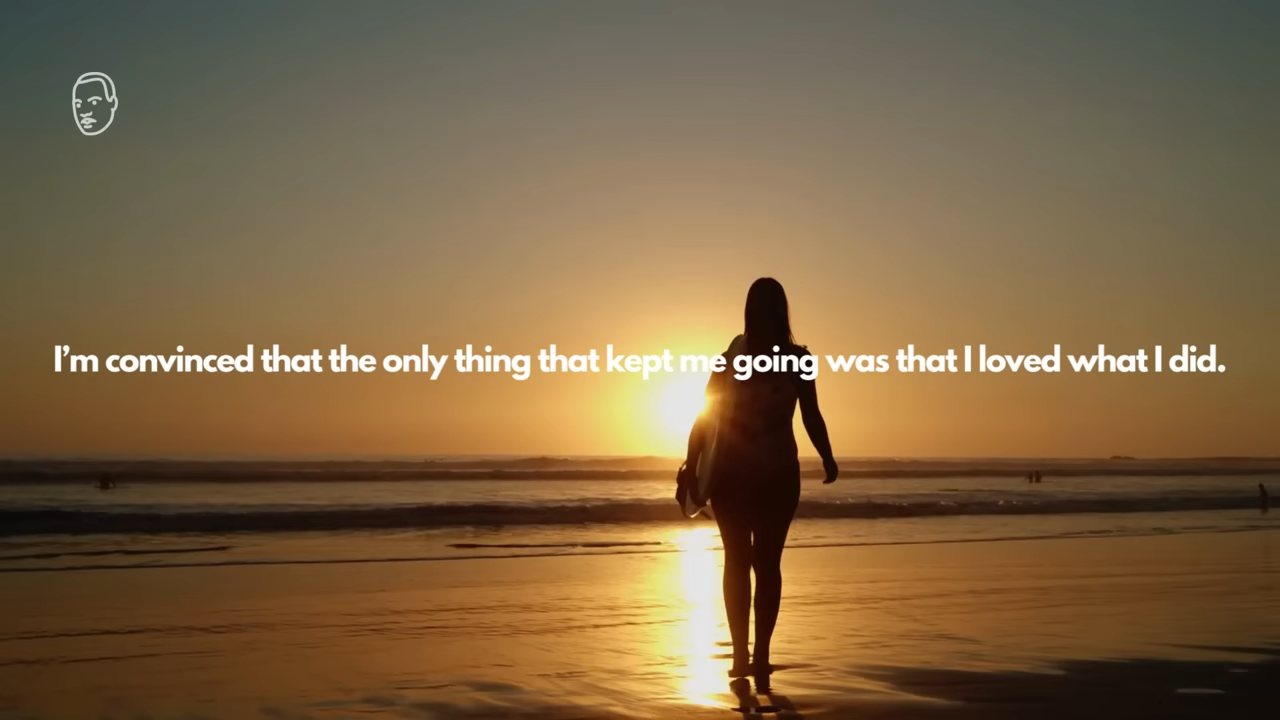 I'm convinced that the only thing that kept me going was that I loved what I did.